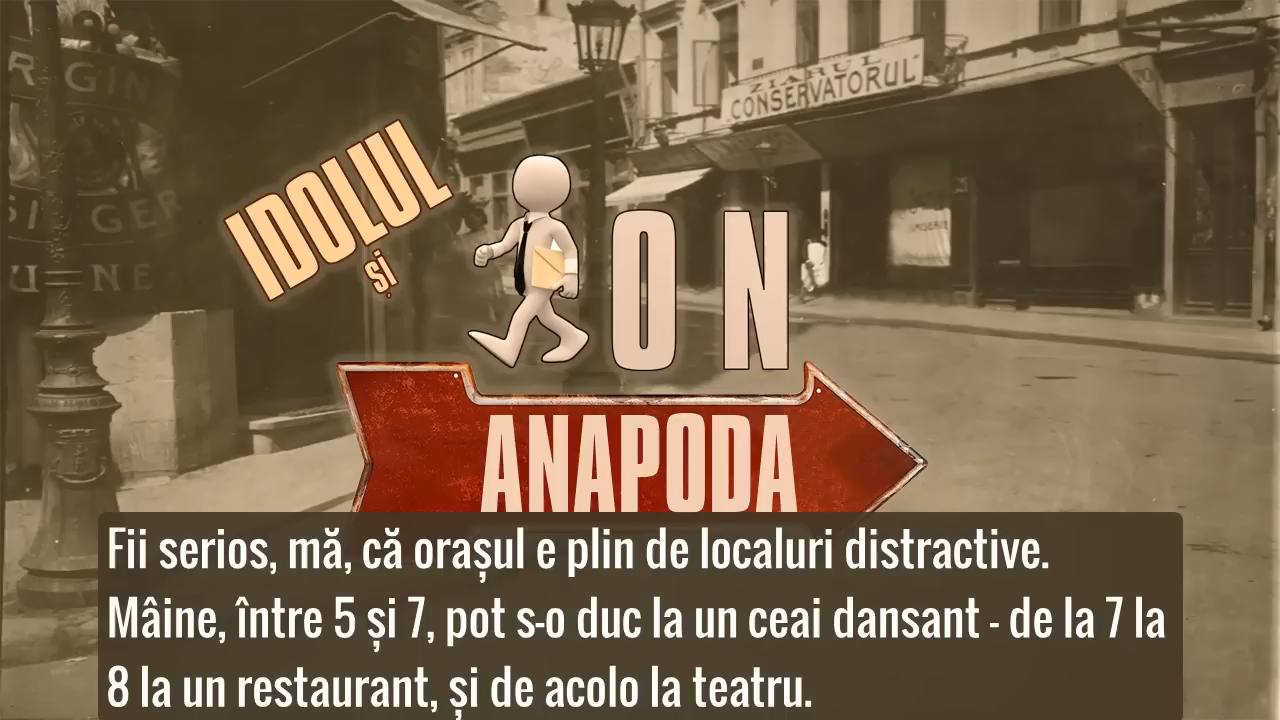 ZIARUL
"CONSERVATORUL"
IDOLUL
și
ION
ANAPODA
Fii serios, mă, că orașul e plin de localuri distractive.
Mâine, între 5 și 7, pot s-o duc la un ceai dansant - de la 7 la
8 la un restaurant, și de acolo la teatru.